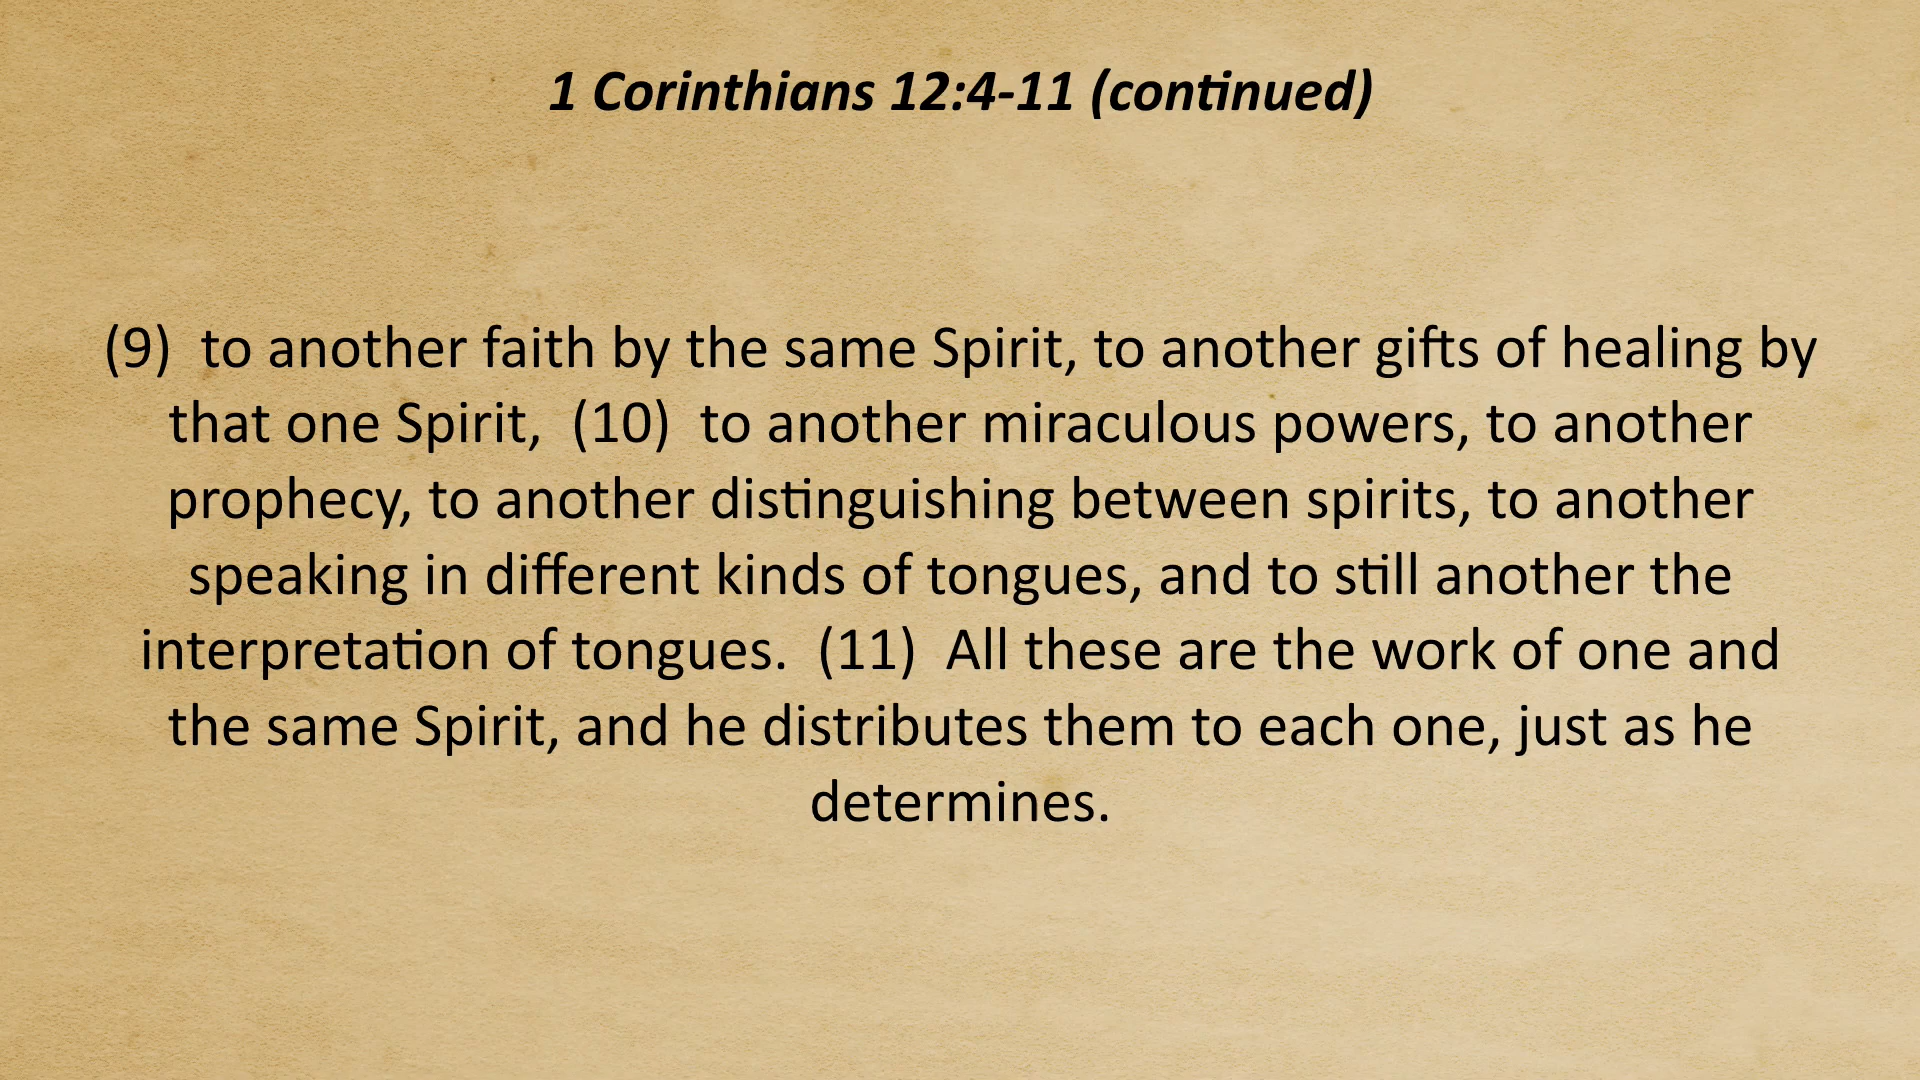 1 Corinthians 12:4-11 (continued)
(9)  to another faith by the same Spirit, to another gifts of healing by
that one Spirit,  (10)  to another miraculous powers, to another
prophecy, to another distinguishing between spirits, to another
speaking in different kinds of tongues, and to still another the
interpretation of tongues.  (11)  All these are the work of one and
the same Spirit, and he distributes them to each one, just as he
determines.